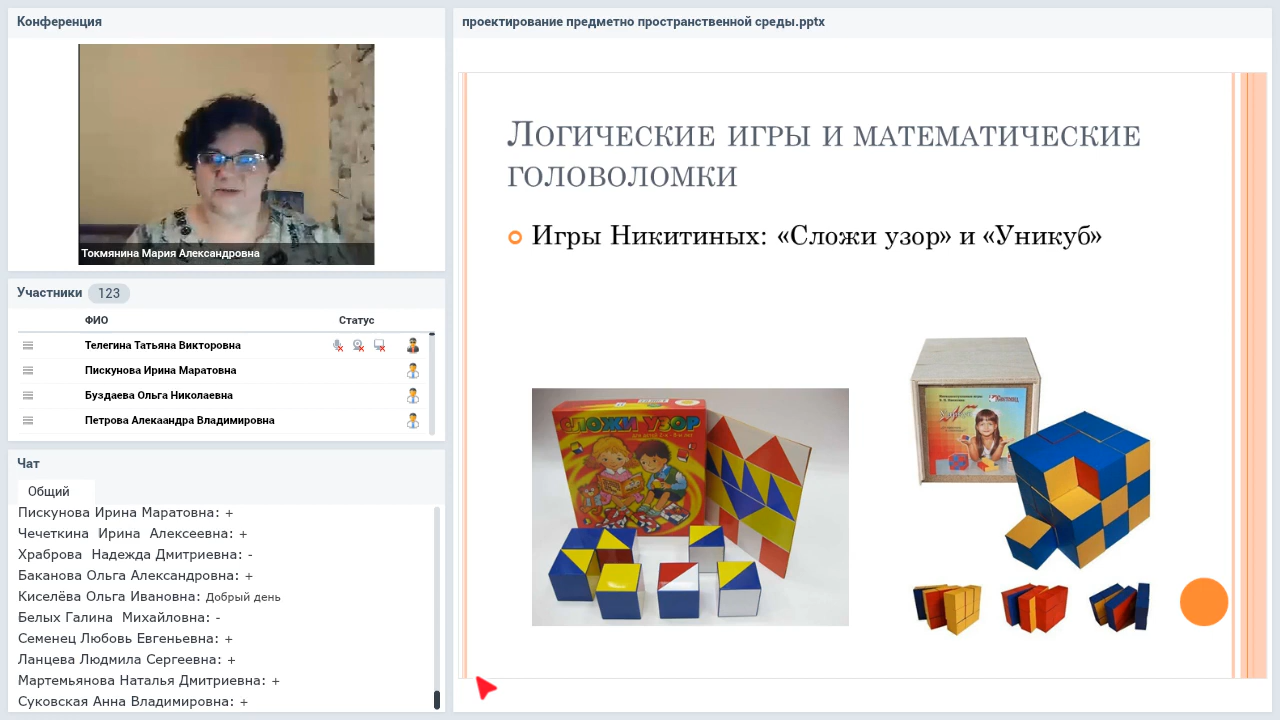 Конференция
Токмянина Мария Александровна
Участники 123
ФИО Статус
Телегина Татьяна Викторовна
Пискунова Ирина Маратовна
Буздаева Ольга Николаевна
Петрова Алекаандра Владимировна
Чат
Общий
Пискунова Ирина Маратовна: +
Чечеткина Ирина Алексеевна: +
Храброва Надежда Дмитриевна: -
Баканова Ольга Александровна: +
Киселёва Ольга Ивановна: Добрый день
Белых Галина Михайловна: -
Семенец Любовь Евгеньевна: +
Ланцева Людмила Сергеевна: +
Мартемьянова Наталья Дмитриевна: +
Суковская Анна Владимировна: +
проектирование предметно пространственной среды.pptx
Логические игры и математические
головоломки
Игры Никитиных: «Сложи узор» и «Уникуб»
СЛОЖИ УЗОР